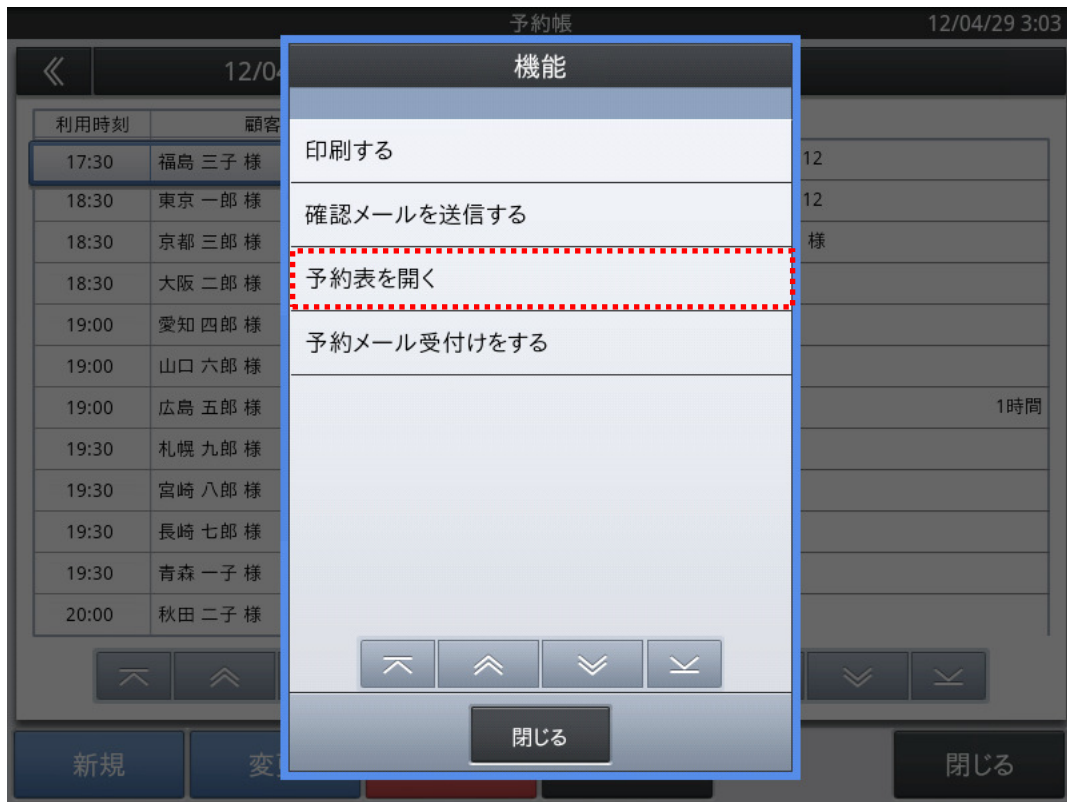 予約帳 12/04/29 3:03
12/04
機能
利用時刻 顧客
印刷する
17:30 福島 三子 様
12
18:30 東京 一郎 様
12
確認メールを送信する
18:30 京都 三郎 様
様
18:30 大阪 二郎 様
予約表を開く
19:00 愛知 四郎 様
予約メール受付けをする
19:00 山口 六郎 様
19:00 広島 五郎 様
1時間
19:30 札幌 九郎 様
19:30 宮崎 八郎 様
19:30 長崎 七郎 様
19:30 青森 一子 様
20:00 秋田 二子 様
閉じる
新規 変 閉じる